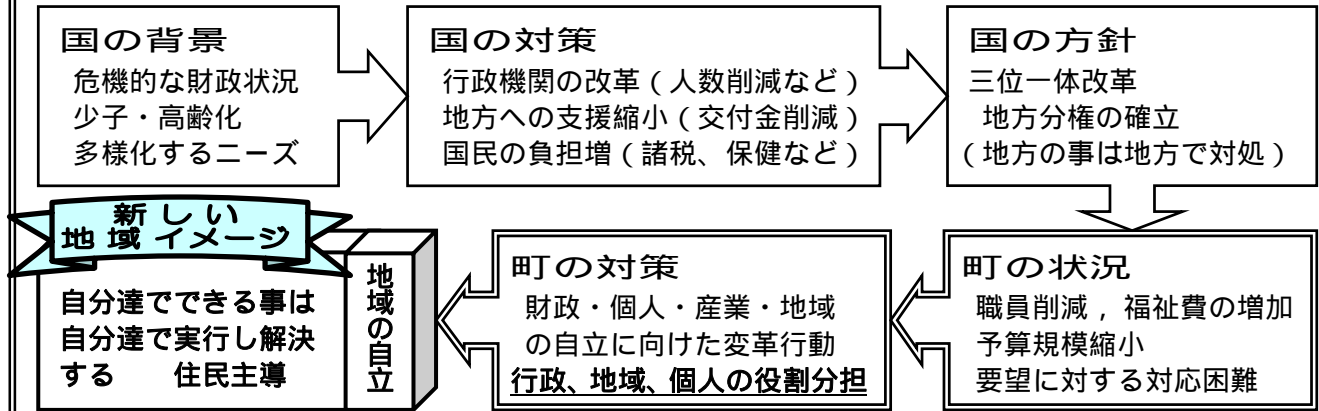 国の背景
危機的な財政状況
少子・高齢化
多様化するニーズ
国の対策
行政機関の改革(人数削減など)
地方への支援縮小(交付金削減)
国民の負担増(諸税、保健など)
国の方針
三位一体改革
地方分権の確立
(地方の事は地方で対処)
町の状況
職員削減,福祉費の増加
予算規模縮小
要望に対する対応困難
町の対策
財政・個人・産業・地域
の自立に向けた変革行動
行政、地域、個人の役割分担
地域の自立
新しい
地域イメージ
自分達でできる事は
自分達で実行し解決
する 住民主導